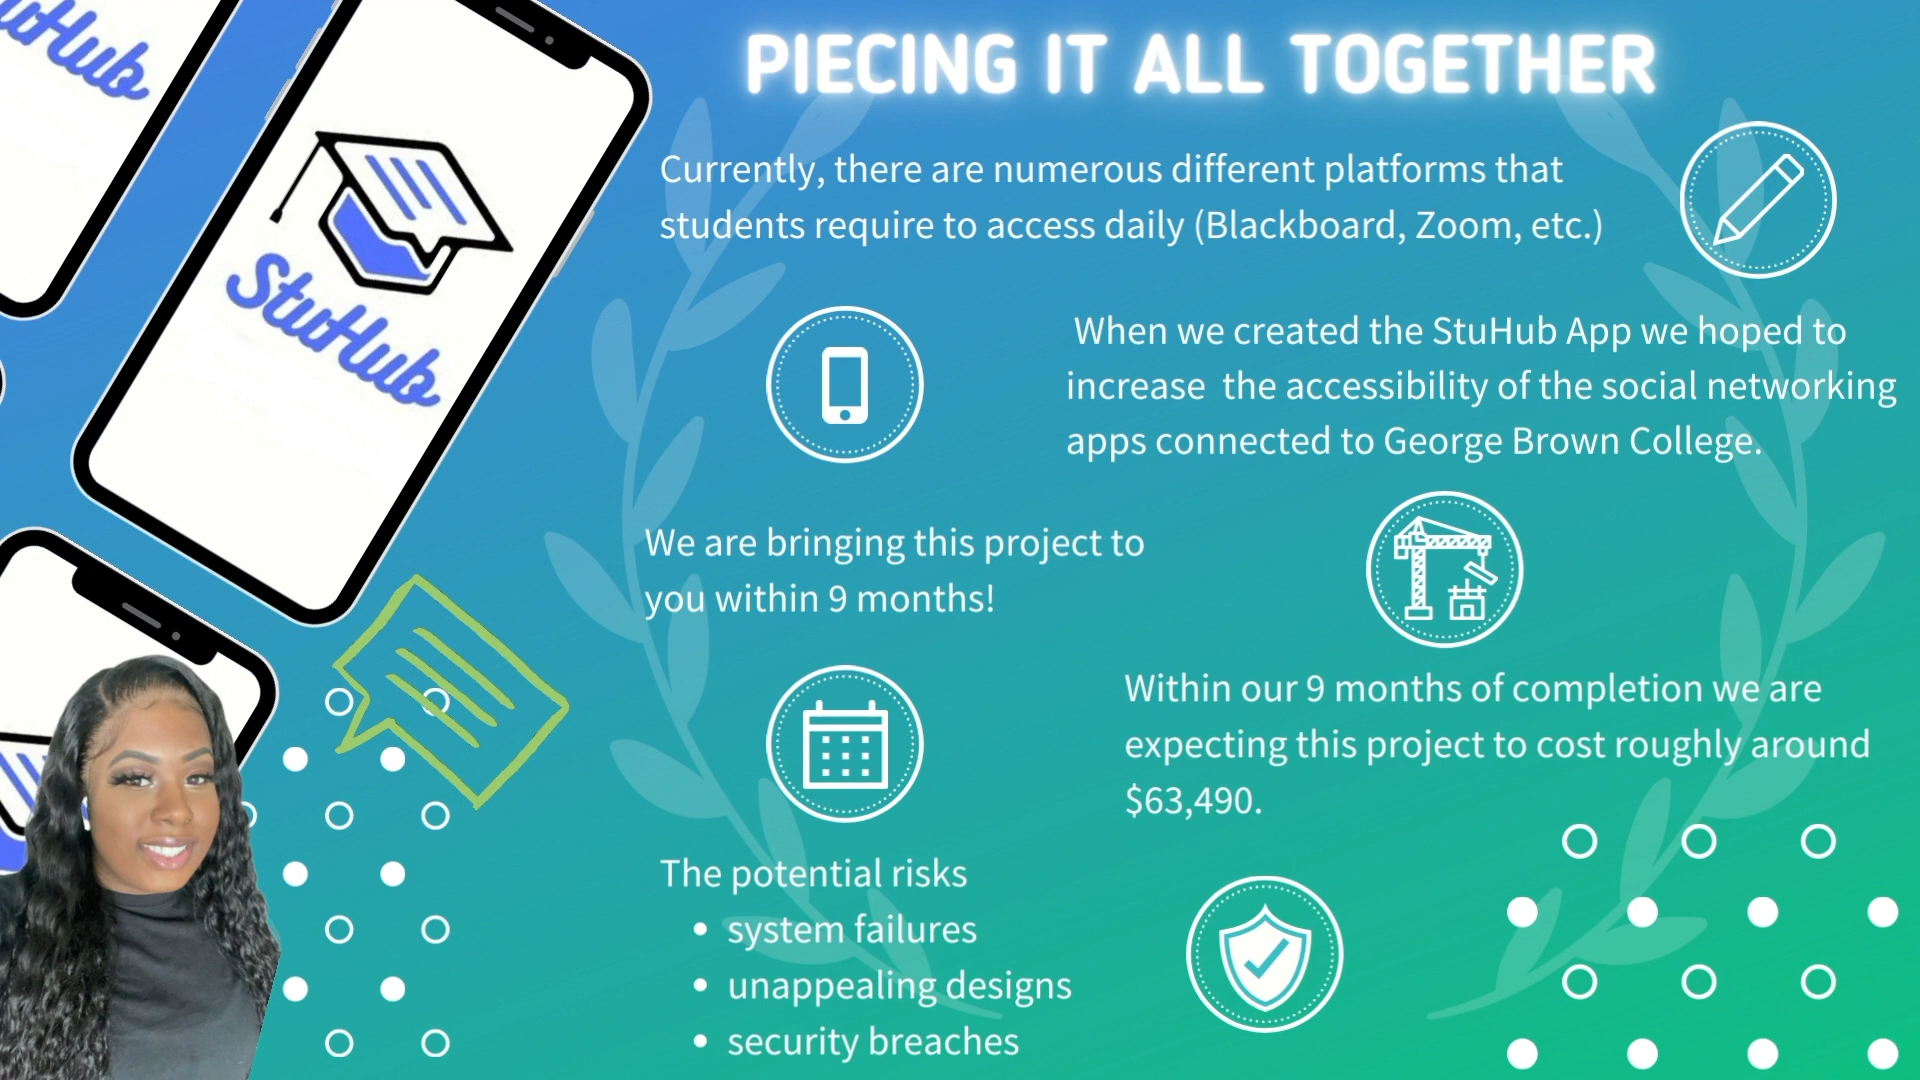 PIECING IT ALL TOGETHER
Currently, there are numerous different platforms that
students require to access daily (Blackboard, Zoom, etc.)
When we created the StuHub App we hoped to
increase  the accessibility of the social networking
apps connected to George Brown College.
We are bringing this project to
you within 9 months!
Within our 9 months of completion we are
expecting this project to cost roughly around
$63,490.
The potential risks
• system failures
• unappealing designs
• security breaches
uHub
StuHub